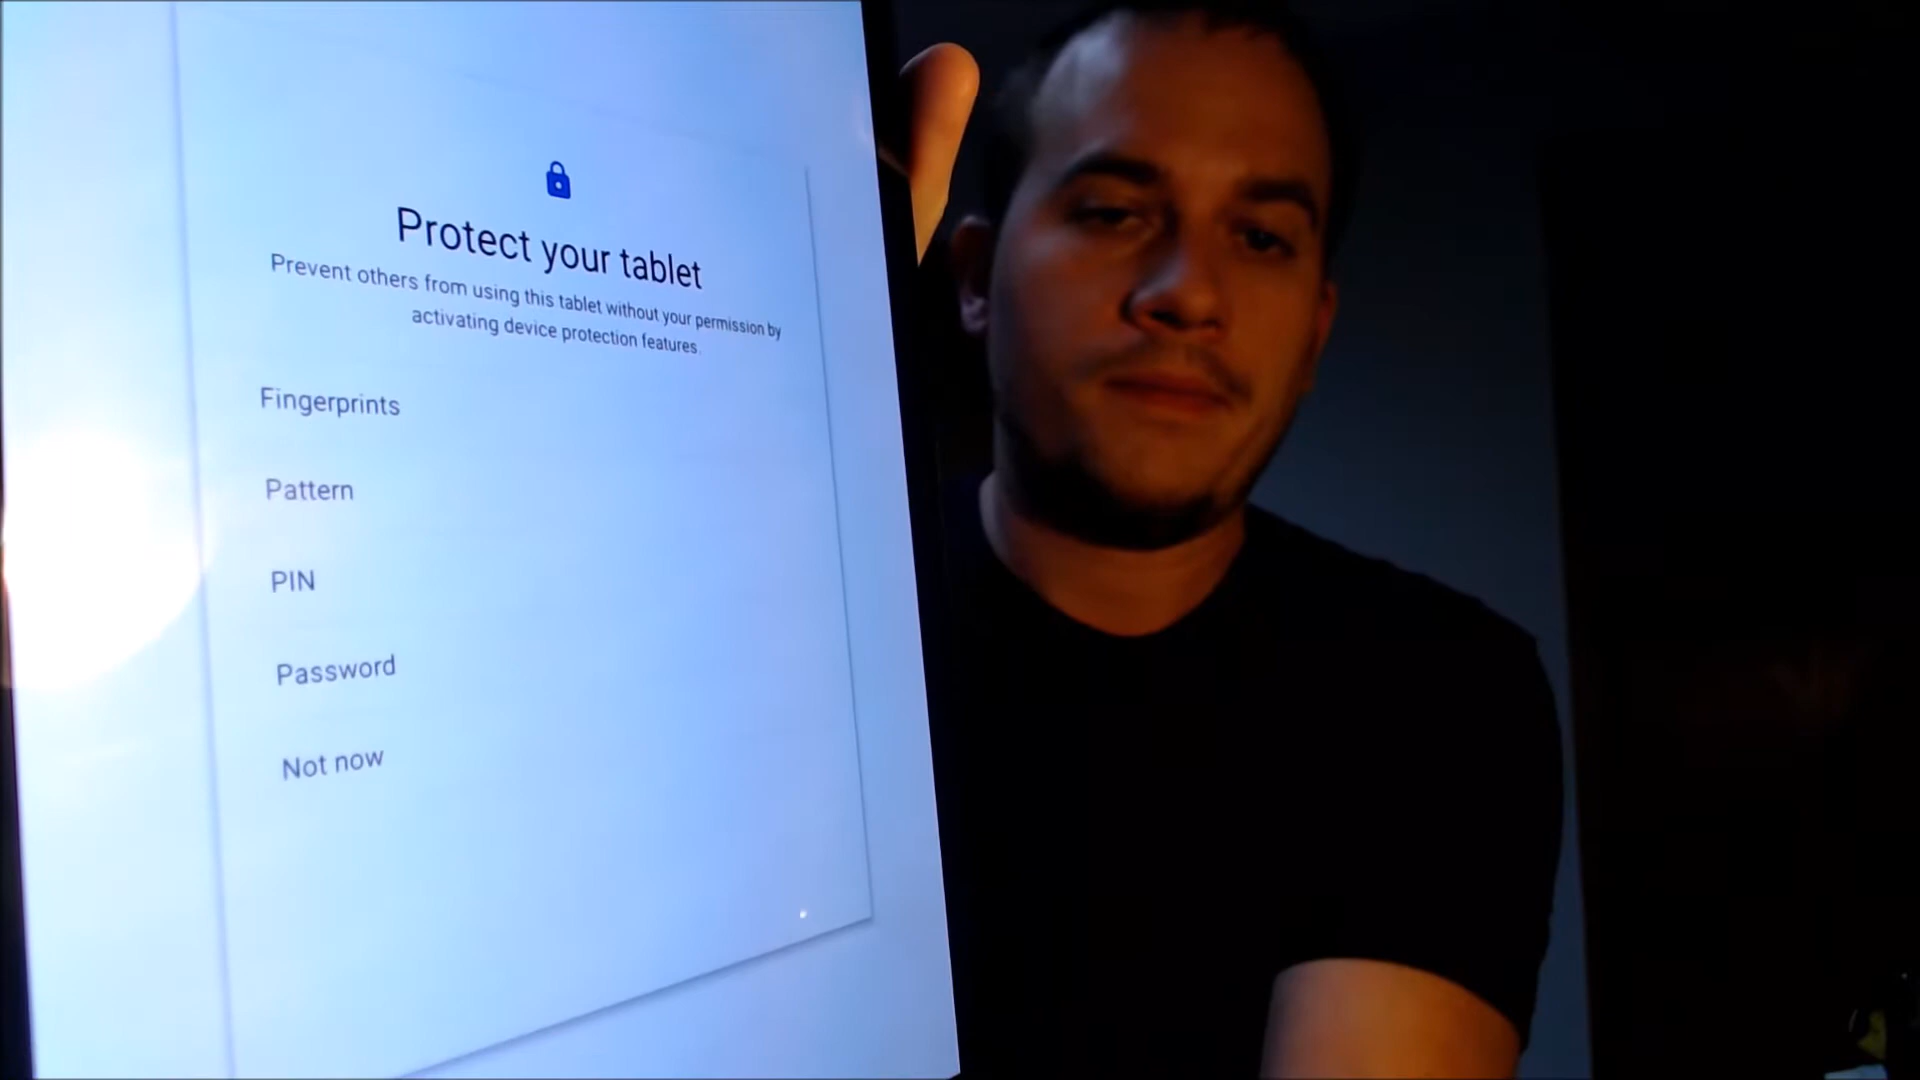 Protect your tablet
Prevent others from using this tablet without your permission by
activating device protection features.
Fingerprints
Pattern
PIN
Password
Not now